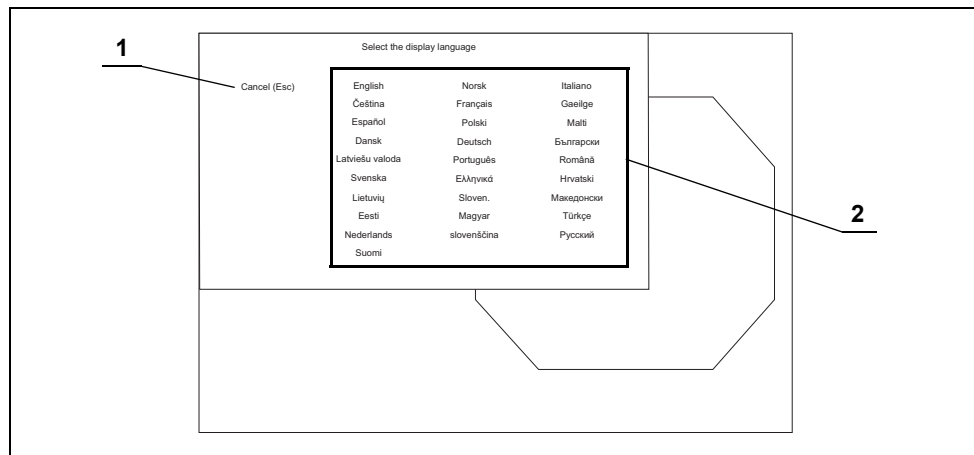 Select the display language
1
Cancel (Esc)
English Norsk Italiano
Čeština Français Gaeilge
Español Polski Malti
Dansk Deutsch Български
Latviešu valoda Português Română
Svenska Ελληνικά Hrvatski
Lietuvių Sloven. Македонски
Eesti Magyar Türkçe
Nederlands slovenščina Русский
Suomi
2